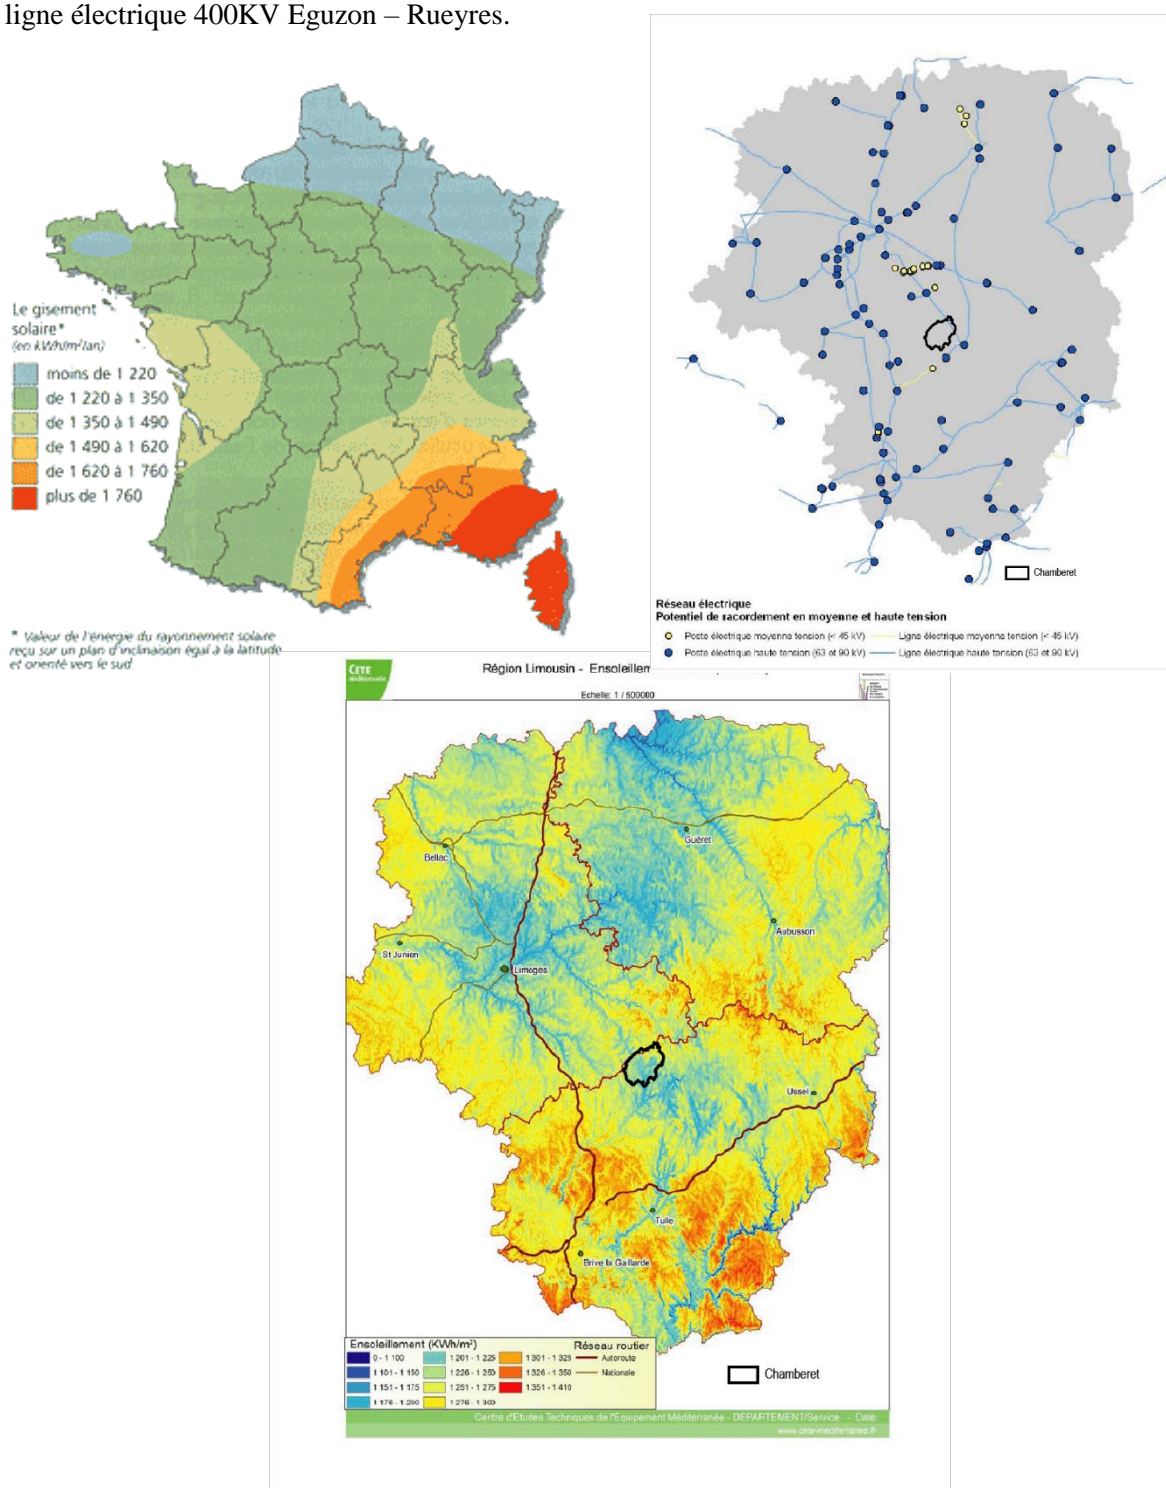 ligne électrique 400KV Eguzon – Rueyres.
Le gisement
solaire*
(en kWh/m²/an)
moins de 1 220
de 1 220 à 1 350
de 1 350 à 1 490
de 1 490 à 1 620
de 1 620 à 1 760
plus de 1 760
* Valeur de l'énergie du rayonnement solaire
reçu sur un plan d'inclinaison égal à la latitude
et orienté vers le sud
Chamberet
Réseau électrique
Potentiel de racordement en moyenne et haute tension
Poste électrique moyenne tension (< 45 kV)
Ligne électrique moyenne tension (< 45 kV)
Poste électrique haute tension (63 et 90 kV)
Ligne électrique haute tension (63 et 90 kV)
CETE
Méditerranée
Région Limousin - Ensoleillem
Echelle: 1 / 500000
Guéret
Bellac
Aubusson
St Junien
Limoges
Ussel
Tulle
Brive la Gaillarde
Ensoleillement (KWh/m²)
Réseau routier
0 - 1 100
1 201 - 1 225
1 301 - 1 325
Autoroute
1 101 - 1 150
1 226 - 1 250
1 326 - 1 350
Nationale
1 151 - 1 175
1 251 - 1 275
1 351 - 1 410
1 176 - 1 200
1 276 - 1 300
Chamberet
Centre d'Etudes Techniques de l'Equipement Méditerranée - DEPARTEMENT/Service - Date
www.cete-mediterranee.fr